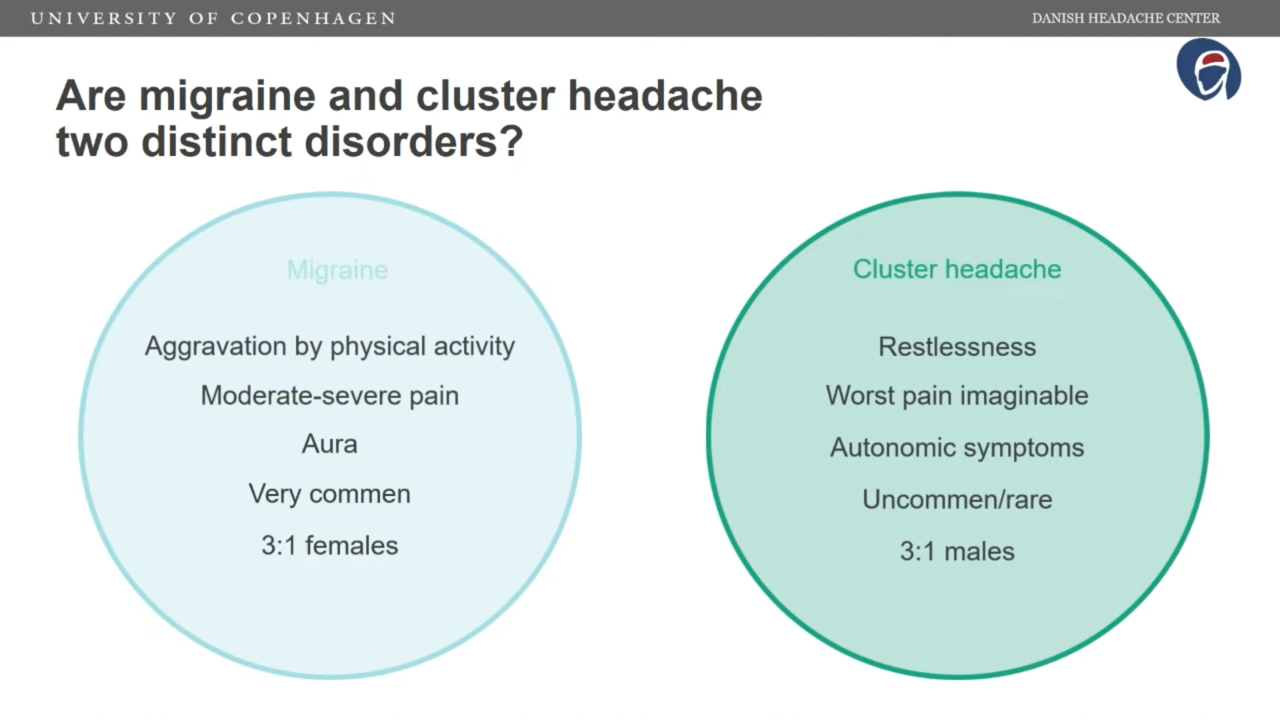 UNIVERSITY OF COPENHAGEN
DANISH HEADACHE CENTER
Are migraine and cluster headache
two distinct disorders?
Migraine
Aggravation by physical activity
Moderate-severe pain
Aura
Very commen
3:1 females
Cluster headache
Restlessness
Worst pain imaginable
Autonomic symptoms
Uncommen/rare
3:1 males